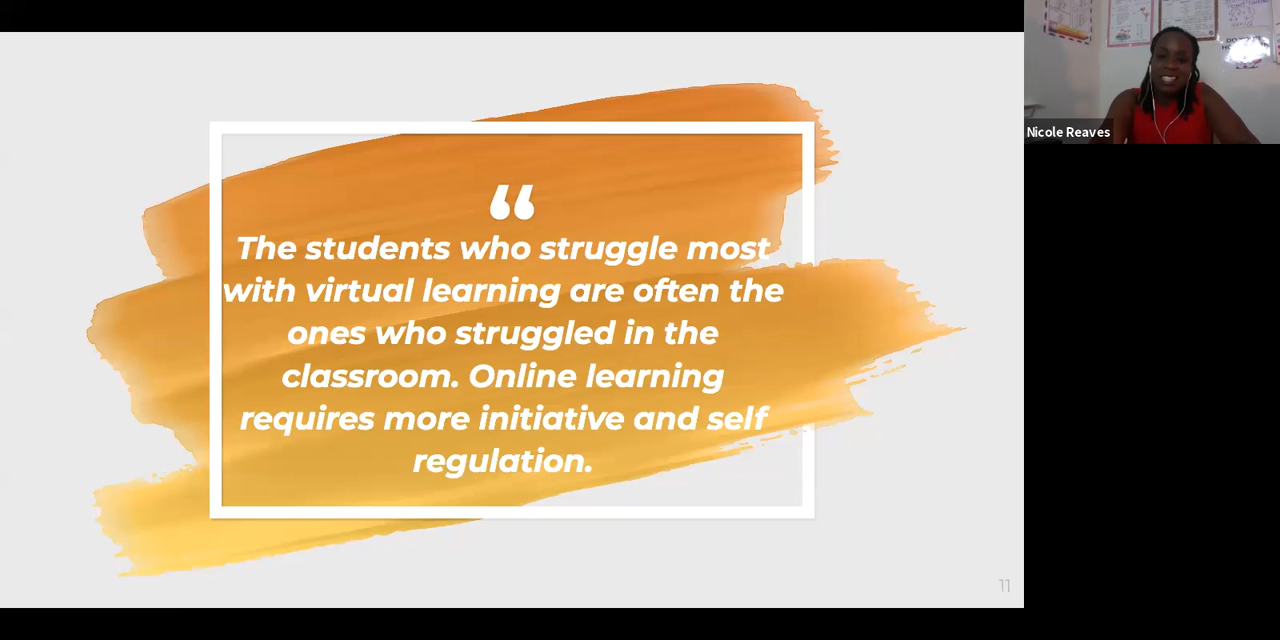 “
The students who struggle most
with virtual learning are often the
ones who struggled in the
classroom. Online learning
requires more initiative and self
regulation.
11
Nicole Reaves